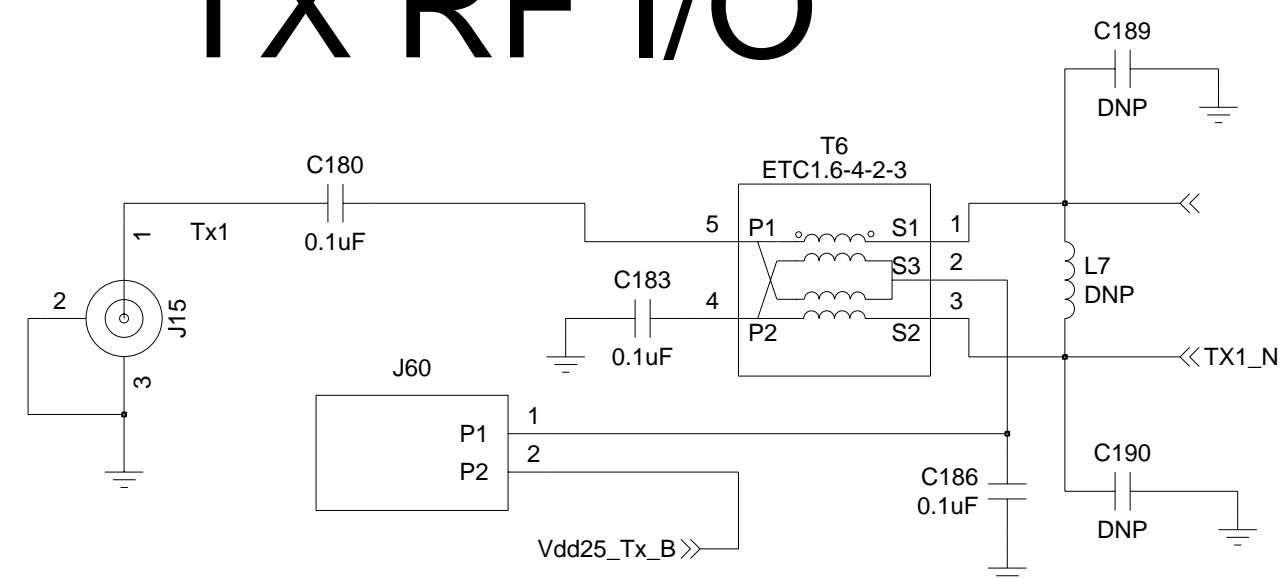 TX RF I/O
C189
DNP
T6
ETC1.6-4-2-3
C180
0.1uF
Tx1
1
2
3
J15
C183
0.1uF
5
4
P1
P2
S1
S3
S2
1
2
3
L7
DNP
TX1_N
J60
P1
P2
1
2
Vdd25_Tx_B
C186
0.1uF
C190
DNP